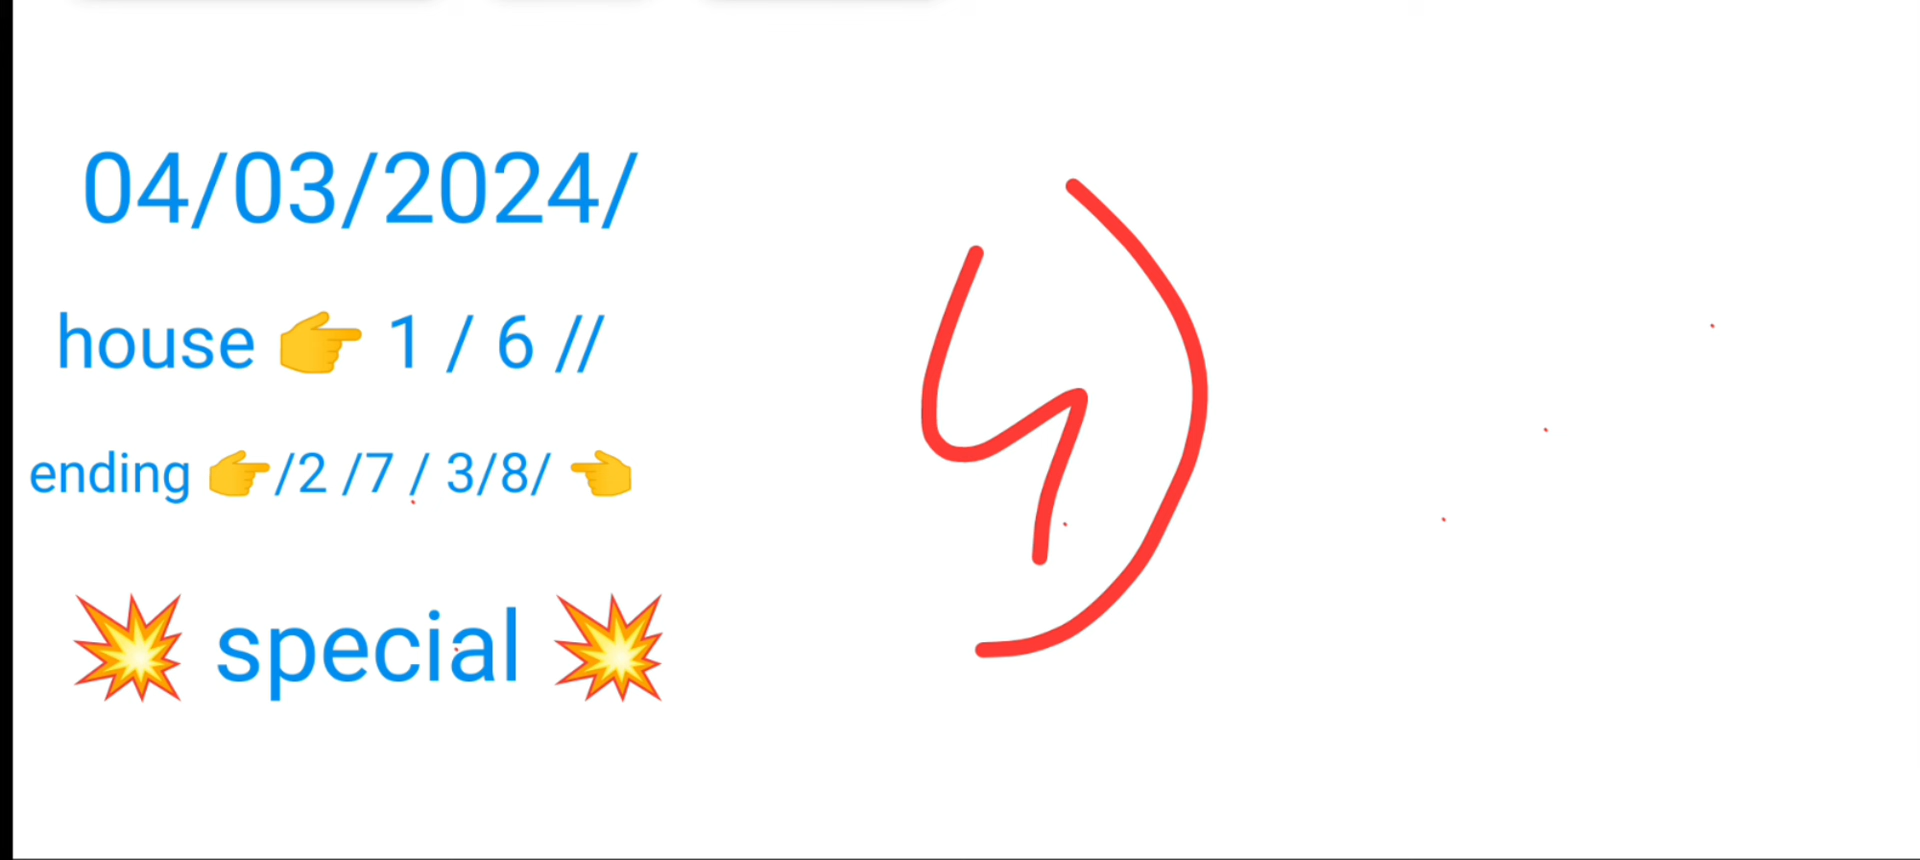 04/03/2024/
house 👉 1 / 6 //
ending 👉/2 /7 / 3/8/ 👈
💥 special 💥
4)